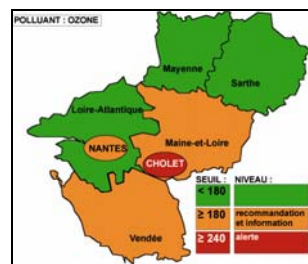 POLLUANT : OZONE
Mayenne
Sarthe
Loire-Atlantique
NANTES
Maine-et-Loire
CHOLET
Vendée
SEUIL : NIVEAU :
< 180
≥ 180 recommandation
et information
≥ 240 alerte